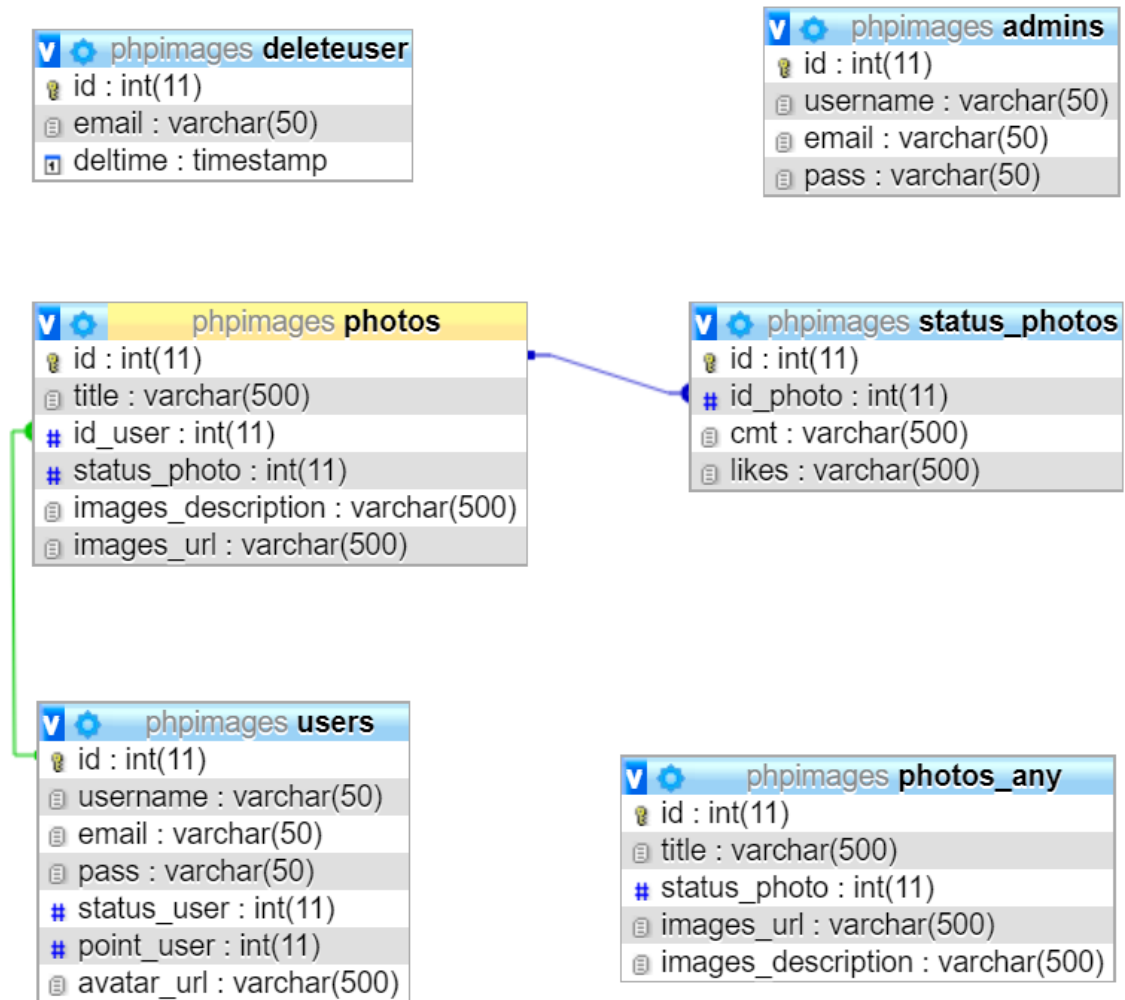 phpimages deleteuser
id : int(11)
email : varchar(50)
deltime : timestamp
phpimages admins
id : int(11)
username : varchar(50)
email : varchar(50)
pass : varchar(50)
phpimages photos
id : int(11)
title : varchar(500)
id_user : int(11)
status_photo : int(11)
images_description : varchar(500)
images_url : varchar(500)
phpimages status_photos
id : int(11)
id_photo : int(11)
cmt : varchar(500)
likes : varchar(500)
phpimages users
id : int(11)
username : varchar(50)
email : varchar(50)
pass : varchar(50)
status_user : int(11)
point_user : int(11)
avatar_url : varchar(500)
phpimages photos_any
id : int(11)
title : varchar(500)
status_photo : int(11)
images_url : varchar(500)
images_description : varchar(500)